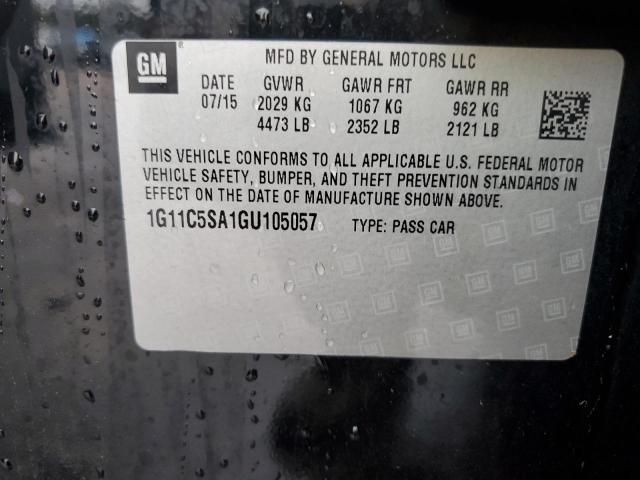 GM ® MFD BY GENERAL MOTORS LLC
DATE GVWR GAWR FRT GAWR RR
07/15 2029 KG 1067 KG 962 KG
4473 LB 2352 LB 2121 LB
THIS VEHICLE CONFORMS TO ALL APPLICABLE U.S. FEDERAL MOTOR
VEHICLE SAFETY, BUMPER, AND THEFT PREVENTION STANDARDS IN
EFFECT ON THE DATE OF MANUFACTURE SHOWN ABOVE.
1G11C5SA1GU105057 TYPE: PASS CAR